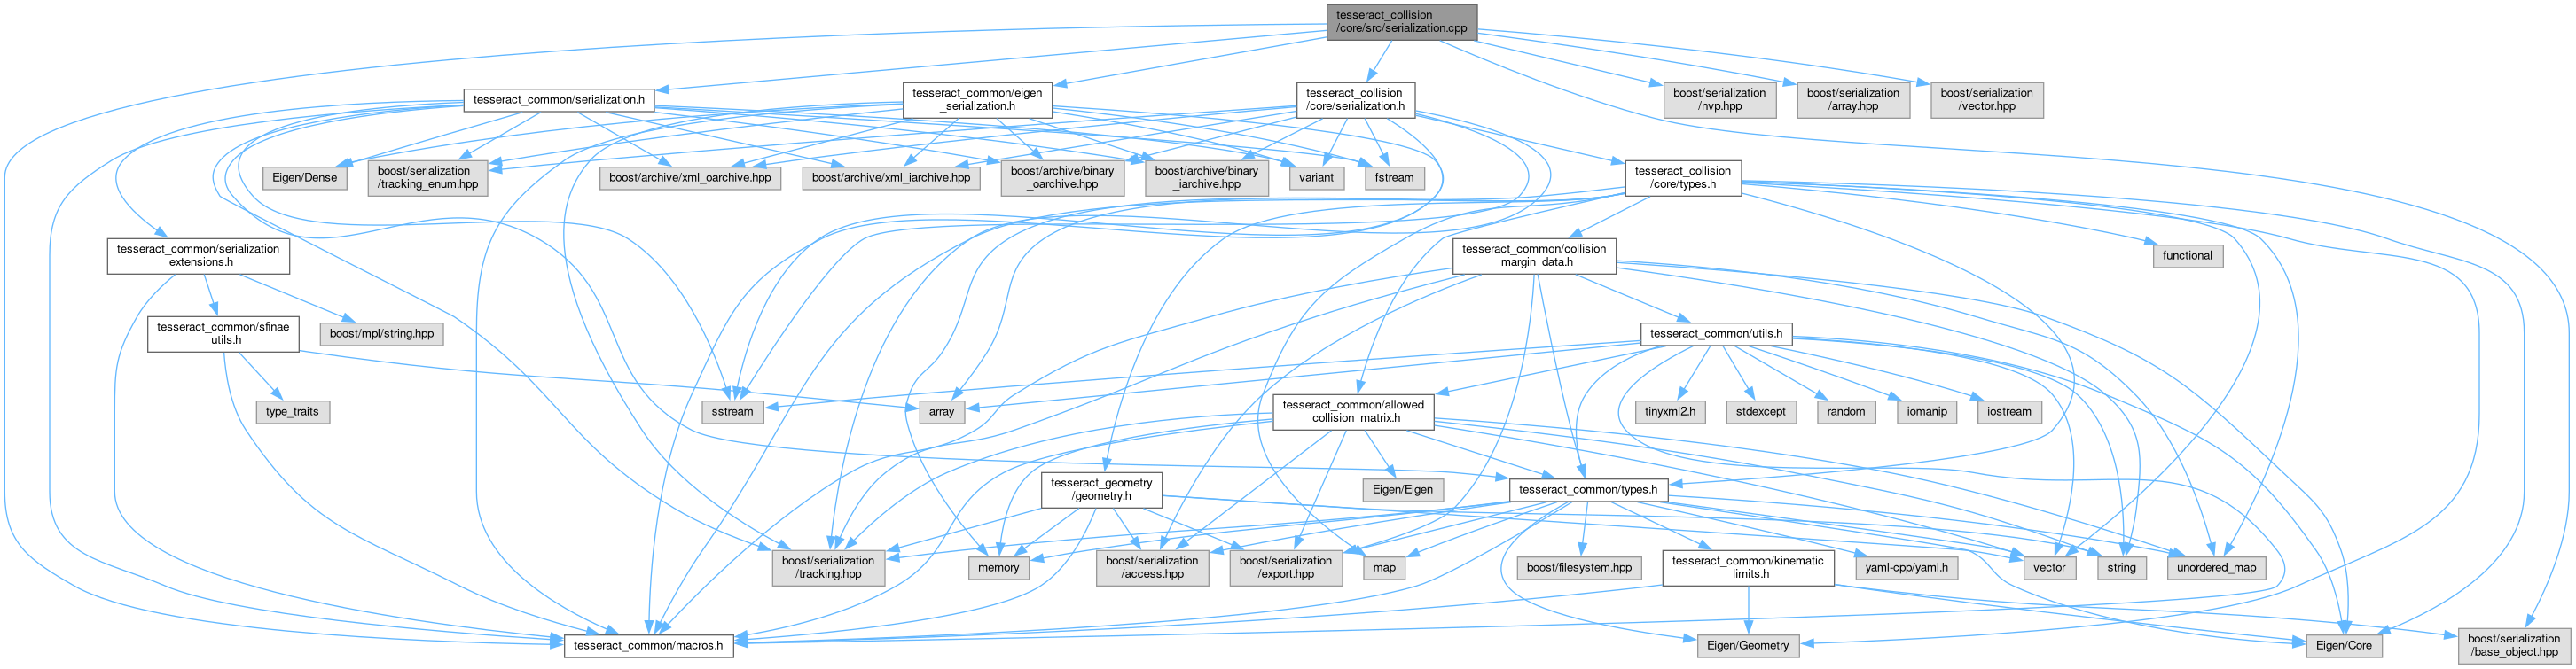 tesseract_collision
/core/src/serialization.cpp
tesseract_common/serialization.h
tesseract_common/eigen
_serialization.h
tesseract_collision
/core/serialization.h
boost/serialization
/nvp.hpp
boost/serialization
/array.hpp
boost/serialization
/vector.hpp
Eigen/Dense
boost/serialization
/tracking_enum.hpp
boost/archive/xml_oarchive.hpp
boost/archive/xml_iarchive.hpp
boost/archive/binary
_oarchive.hpp
boost/archive/binary
_iarchive.hpp
variant
fstream
tesseract_collision
/core/types.h
tesseract_common/serialization
_extensions.h
tesseract_common/collision
_margin_data.h
functional
tesseract_common/sfinae
_utils.h
boost/mpl/string.hpp
tesseract_common/utils.h
type_traits
sstream
array
tesseract_common/allowed
_collision_matrix.h
tinyxml2.h
stdexcept
random
iomanip
iostream
tesseract_geometry
/geometry.h
Eigen/Eigen
tesseract_common/types.h
boost/serialization
/tracking.hpp
memory
boost/serialization
/access.hpp
boost/serialization
/export.hpp
map
boost/filesystem.hpp
tesseract_common/kinematic
_limits.h
yaml-cpp/yaml.h
vector
string
unordered_map
tesseract_common/macros.h
Eigen/Geometry
Eigen/Core
boost/serialization
/base_object.hpp